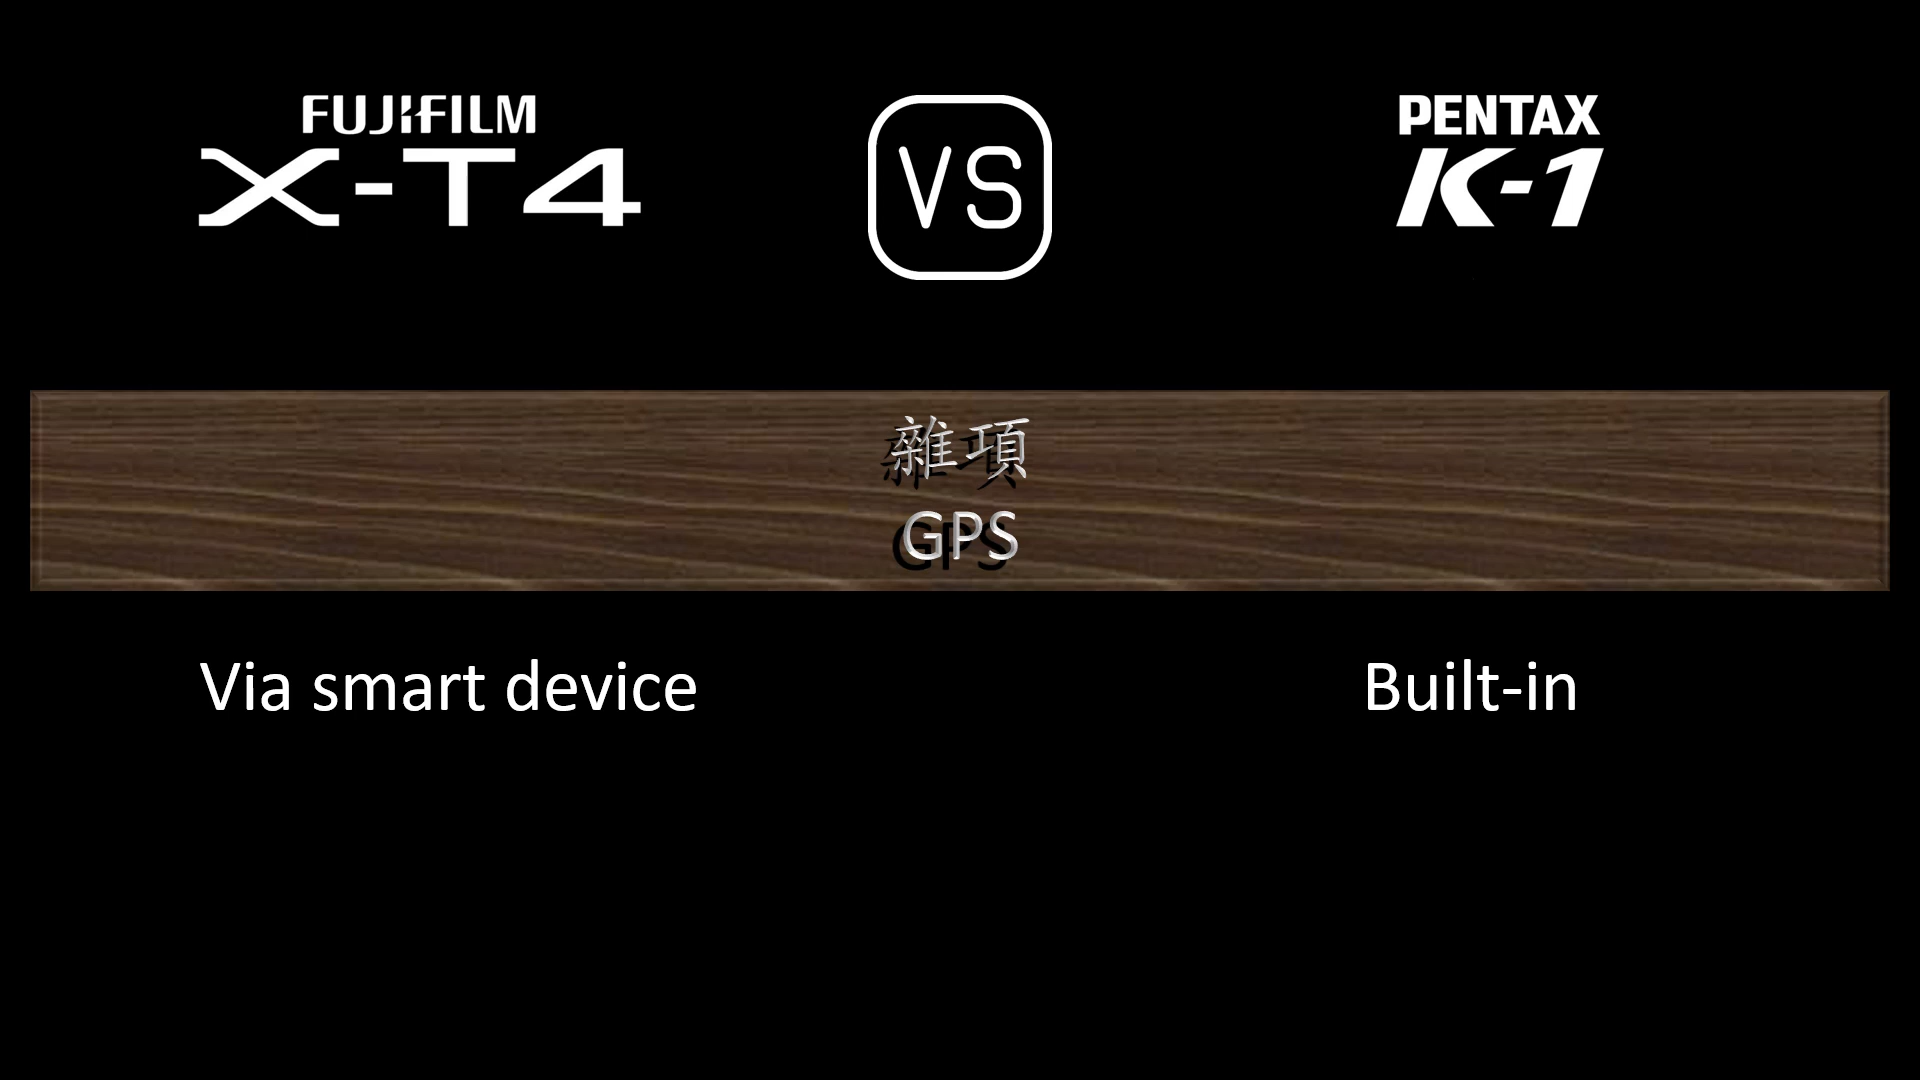 FUJIFILM
X-T4
VS
PENTAX
K-1
雜項
GPS
Via smart device
Built-in